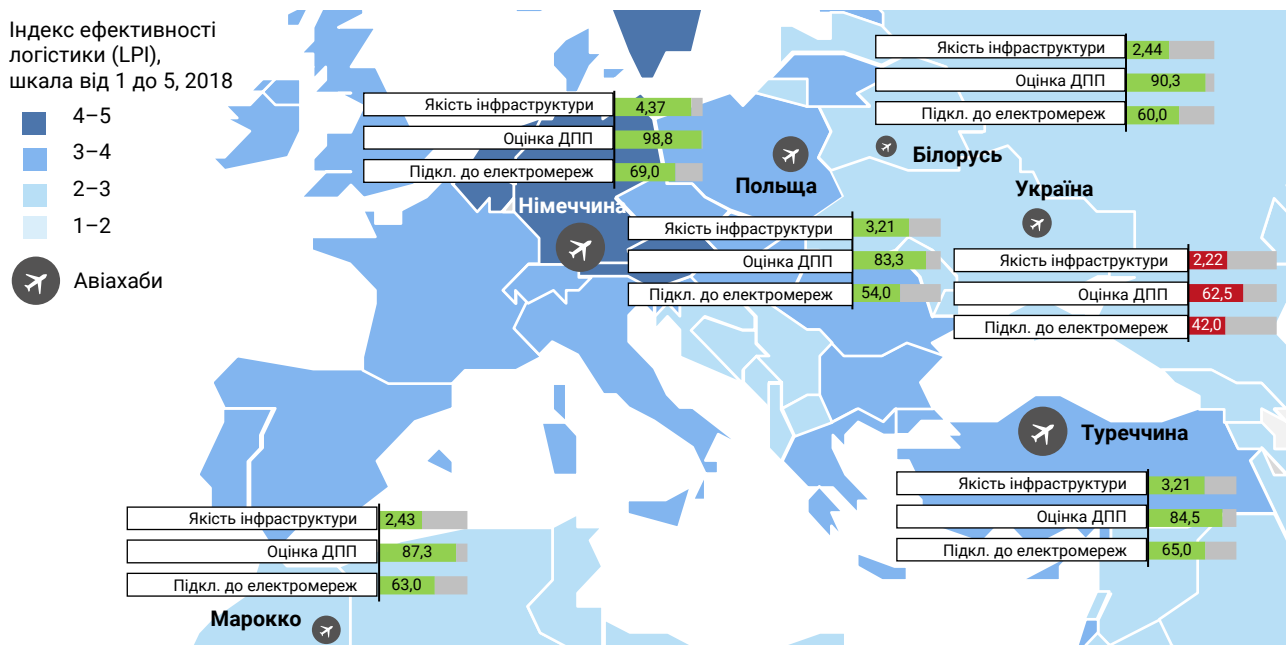 Індекс ефективності
логістики (LPI),
шкала від 1 до 5, 2018
4–5
3–4
2–3
1–2
Авіахаби
Якість інфраструктури 4,37
Оцінка ДПП 98,8
Підкл. до електромереж 69,0
Німеччина
Якість інфраструктури 2,44
Оцінка ДПП 90,3
Підкл. до електромереж 60,0
Білорусь
Польща
Якість інфраструктури 3,21
Оцінка ДПП 83,3
Підкл. до електромереж 54,0
Україна
Якість інфраструктури 2,22
Оцінка ДПП 62,5
Підкл. до електромереж 42,0
Туреччина
Якість інфраструктури 3,21
Оцінка ДПП 84,5
Підкл. до електромереж 65,0
Якість інфраструктури 2,43
Оцінка ДПП 87,3
Підкл. до електромереж 63,0
Марокко